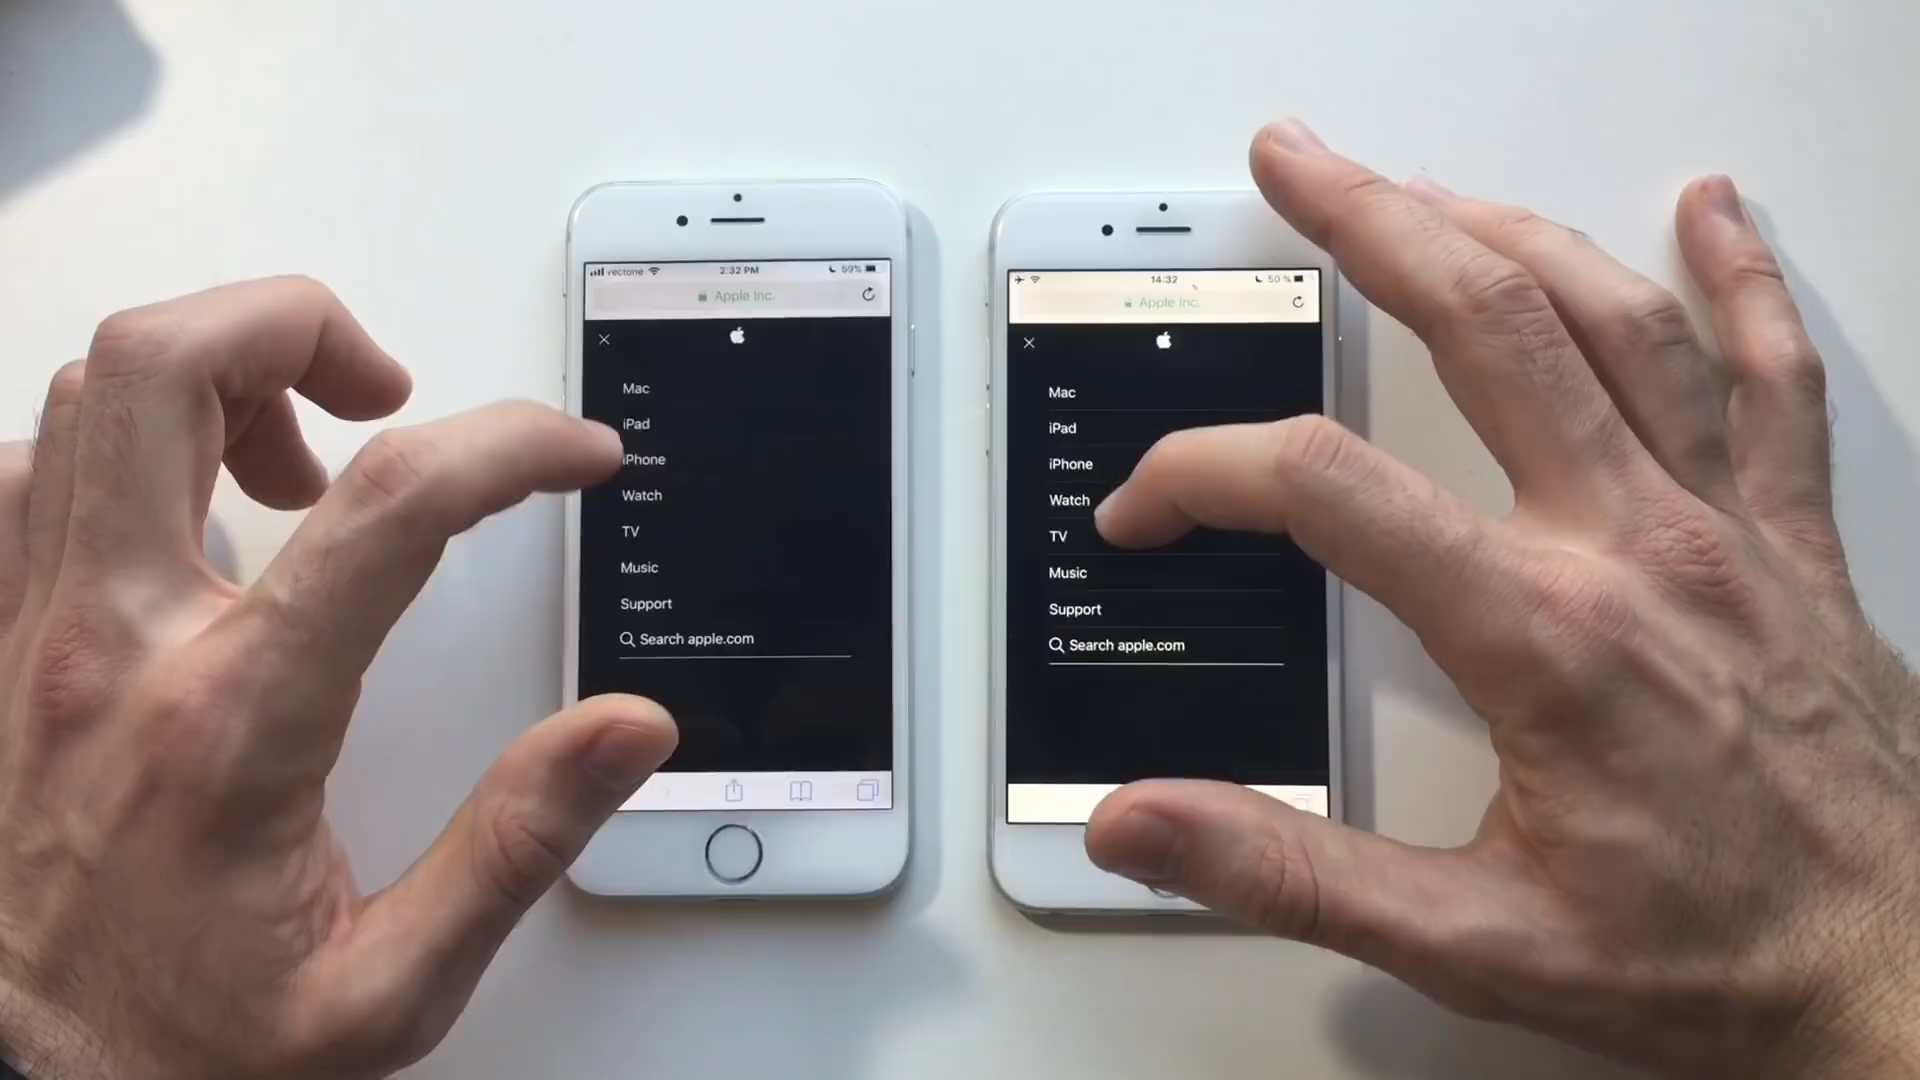 vectone 2:32 PM 69%
Apple Inc.
Mac
iPad
iPhone
Watch
TV
Music
Support
Search apple.com
14:32 50 %
Apple Inc.
Mac
iPad
iPhone
Watch
TV
Music
Support
Search apple.com